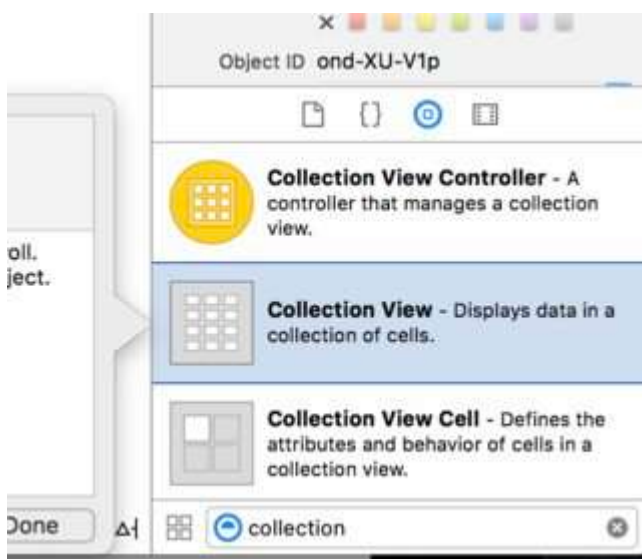 Object ID ond-XU-V1p
{}
Collection View Controller - A
controller that manages a collection
view.
oll.
ject.
Collection View - Displays data in a
collection of cells.
Collection View Cell - Defines the
attributes and behavior of cells in a
collection view.
Done
collection